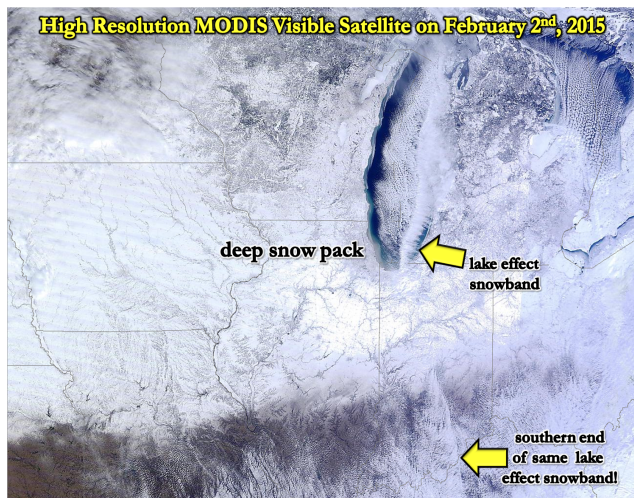 High Resolution MODIS Visible Satellite on February 2nd, 2015
deep snow pack
lake effect
snowband
southern end
of same lake
effect snowband!